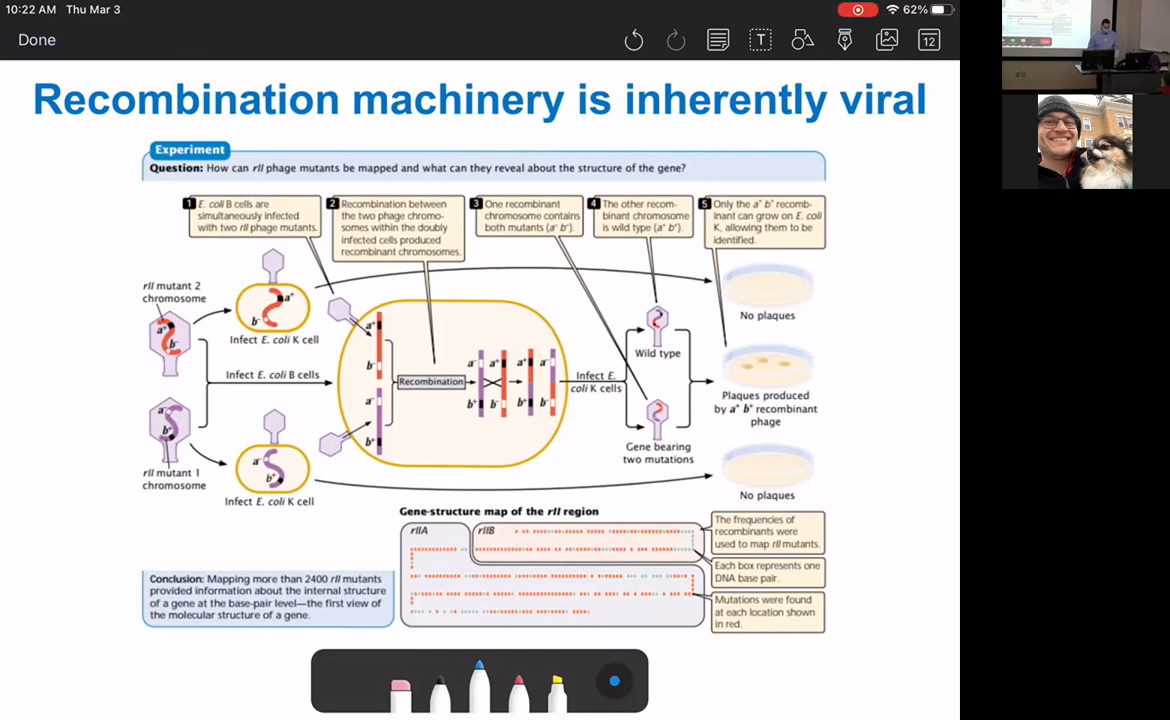 10:22 AM Thu Mar 3
62%
Done
T
12
Recombination machinery is inherently viral
Experiment
Question: How can rII phage mutants be mapped and what can they reveal about the structure of the gene?
1 E. coli B cells are
simultaneously infected
with two rII phage mutants.
2 Recombination between
the two phage chromo-
somes within the doubly
infected cells produced
recombinant chromosomes.
3 One recombinant
chromosome contains
both mutants (a⁻ b⁻).
4 The other recom-
binant chromosome
is wild type (a⁺ b⁺).
5 Only the a⁺ b⁺ recomb-
inant can grow on E. coli
K, allowing them to be
identified.
rII mutant 2
chromosome
a⁺
b⁻
a⁺
b⁻
Infect E. coli K cell
Infect E. coli B cells
a⁻
b⁺
rII mutant 1
chromosome
a⁻
b⁺
Infect E. coli K cell
a⁺
b⁻
a⁻
b⁺
Recombination
a⁻ a⁺ a⁺ a⁻
b⁺ b⁻ b⁺ b⁻
Infect E.
coli K cells
Wild type
Gene bearing
two mutations
No plaques
Plaques produced
by a⁺ b⁺ recombinant
phage
No plaques
Gene-structure map of the rII region
rIIA
rIIB
The frequencies of
recombinants were
used to map rII mutants.
Each box represents one
DNA base pair.
Mutations were found
at each location shown
in red.
Conclusion: Mapping more than 2400 rII mutants
provided information about the internal structure
of a gene at the base-pair level—the first view of
the molecular structure of a gene.